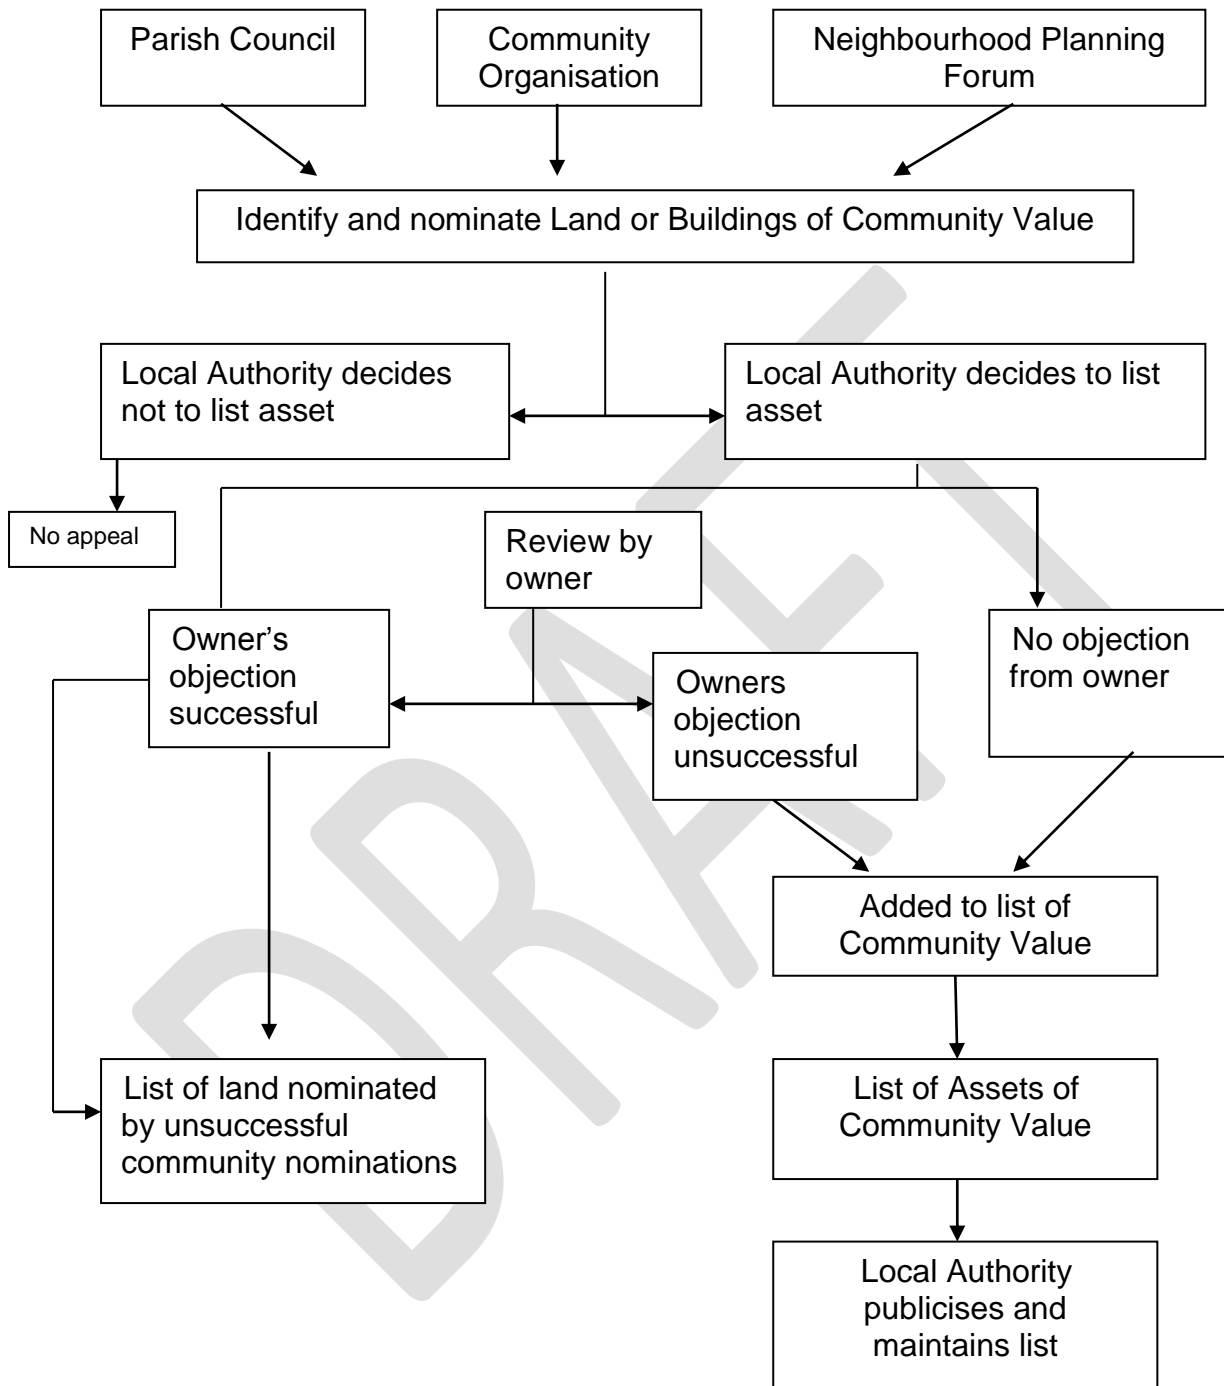 Parish Council
Community
Organisation
Neighbourhood Planning
Forum
Identify and nominate Land or Buildings of Community Value
Local Authority decides
not to list asset
Local Authority decides to list
asset
No appeal
Review by
owner
Owner’s
objection
successful
Owners
objection
unsuccessful
No objection
from owner
Added to list of
Community Value
List of land nominated
by unsuccessful
community nominations
List of Assets of
Community Value
Local Authority
publicises and
maintains list
DRAFT